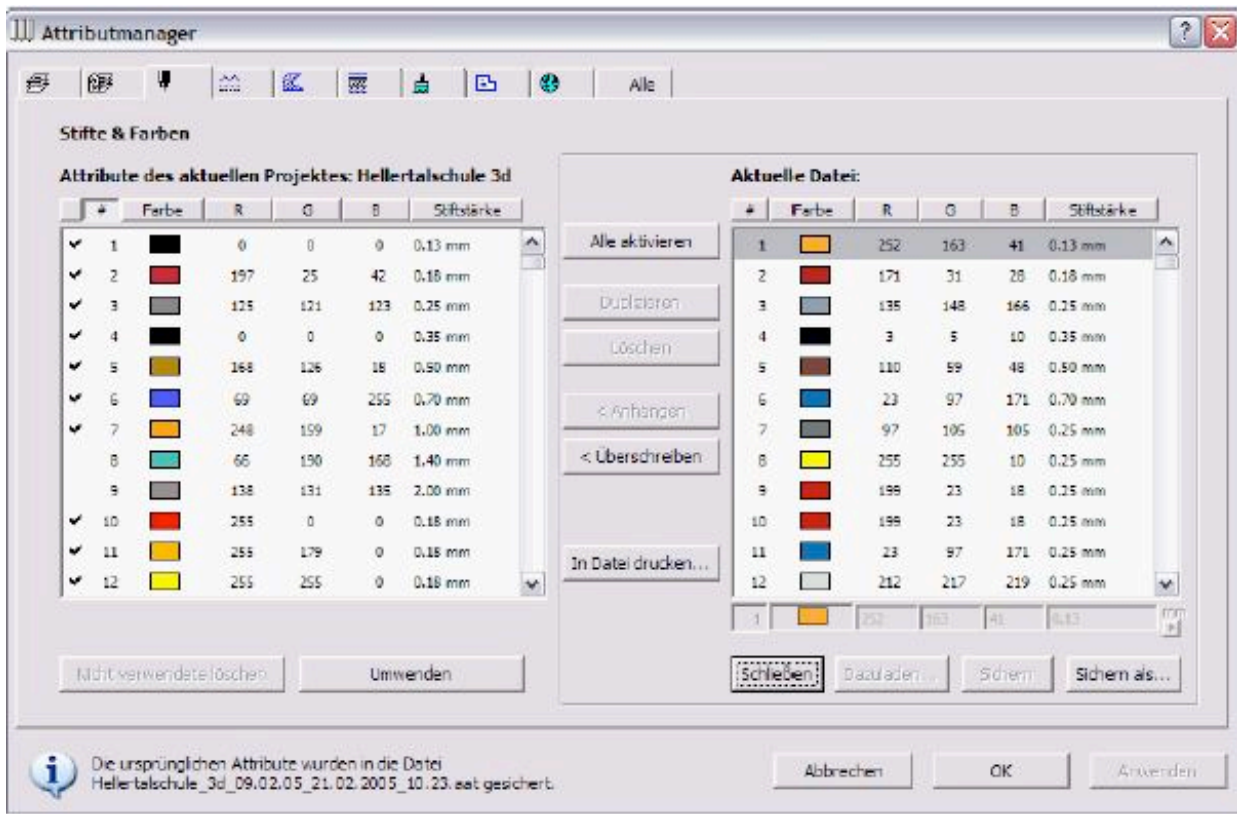 Attributmanager
Alle
Stifte & Farben
Attribute des aktuellen Projektes: Hellertalschule 3d
# Farbe R G B Stiftstärke
1 0 0 0 0.13 mm
2 197 25 42 0.18 mm
3 125 121 123 0.25 mm
4 0 0 0 0.35 mm
5 168 126 18 0.50 mm
6 69 69 255 0.70 mm
7 248 159 17 1.00 mm
8 66 190 168 1.40 mm
9 138 131 135 2.00 mm
10 255 0 0 0.18 mm
11 255 179 0 0.18 mm
12 255 255 0 0.18 mm
Nicht verwendete löschen
Umwenden
Alle aktivieren
Duplizieren
Löschen
< Anhängen
< Überschreiben
In Datei drucken...
Aktuelle Datei:
# Farbe R G B Stiftstärke
1 252 163 41 0.13 mm
2 171 31 28 0.18 mm
3 135 148 166 0.25 mm
4 3 5 10 0.35 mm
5 110 59 48 0.50 mm
6 23 97 171 0.70 mm
7 97 105 105 0.25 mm
8 255 255 10 0.25 mm
9 199 23 18 0.25 mm
10 199 23 18 0.25 mm
11 23 97 171 0.25 mm
12 212 217 219 0.25 mm
1 252 163 41 0.13 mm
Schließen
Dazuladen...
Sichern
Sichern als...
Die ursprünglichen Attribute wurden in die Datei
Hellertalschule_3d_09.02.05_21.02.2005_10.23.aat gesichert.
Abbrechen
OK
Anwenden